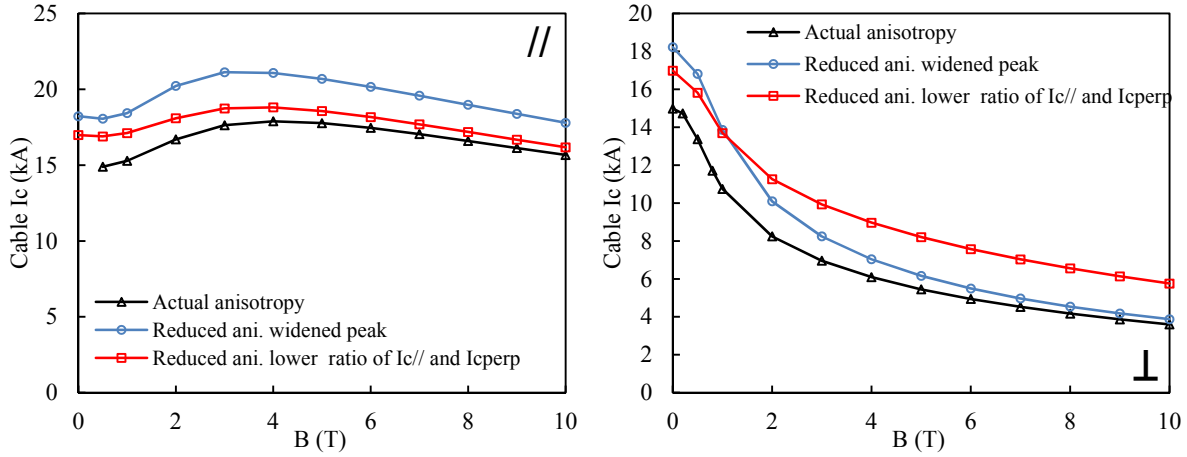 25
20
15
10
5
0
Cable Ic (kA)
//
Actual anisotropy
Reduced ani. widened peak
Reduced ani. lower ratio of Ic// and Icperp
0 2 4 6 8 10
B (T)
20
18
16
14
12
10
8
6
4
2
0
Cable Ic (kA)
Actual anisotropy
Reduced ani. widened peak
Reduced ani. lower ratio of Ic// and Icperp
⊥
0 2 4 6 8 10
B (T)